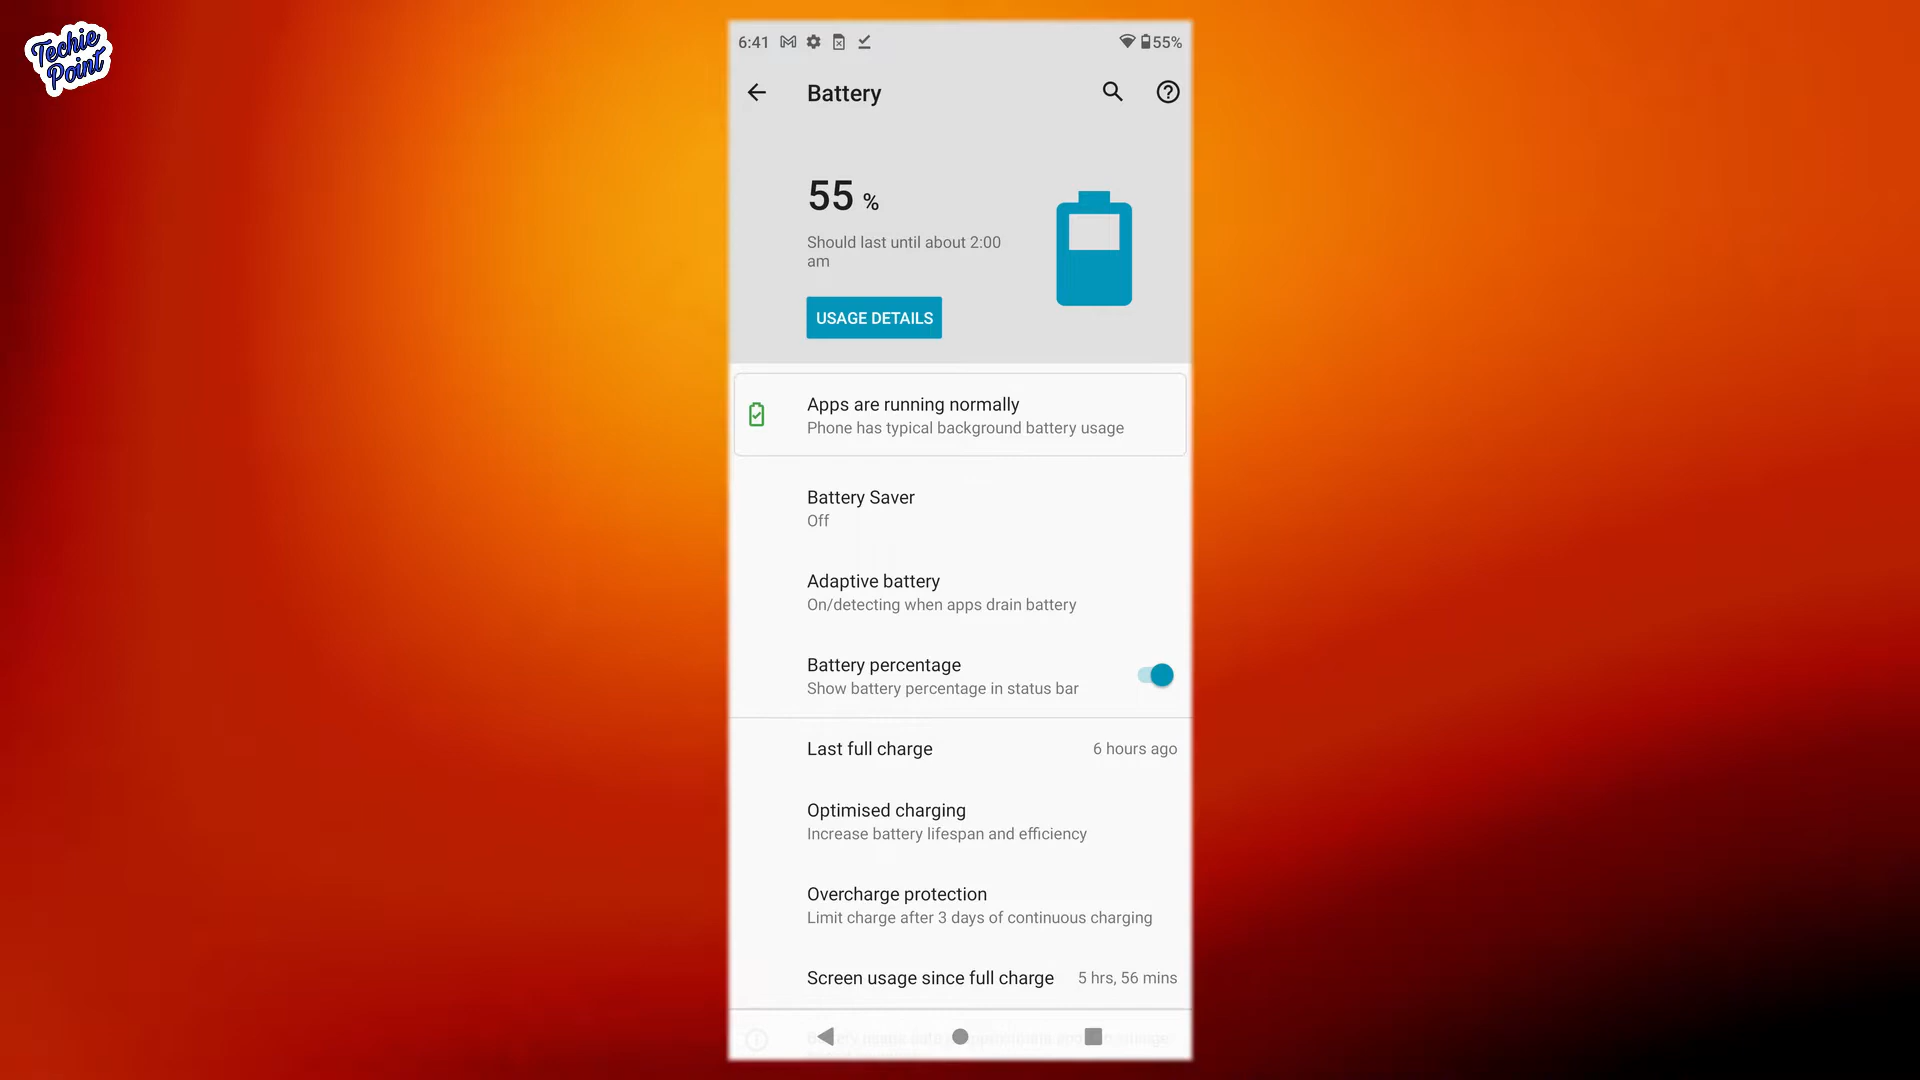 Techie
Point
6:41
55%
Battery
55 %
Should last until about 2:00
am
USAGE DETAILS
Apps are running normally
Phone has typical background battery usage
Battery Saver
Off
Adaptive battery
On/detecting when apps drain battery
Battery percentage
Show battery percentage in status bar
Last full charge
6 hours ago
Optimised charging
Increase battery lifespan and efficiency
Overcharge protection
Limit charge after 3 days of continuous charging
Screen usage since full charge
5 hrs, 56 mins